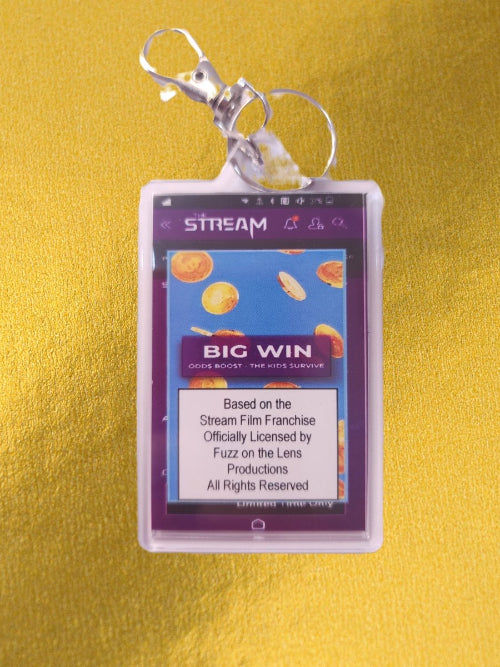 THE
STREAM
BIG WIN
ODDS BOOST - THE KIDS SURVIVE
Based on the
Stream Film Franchise
Officially Licensed by
Fuzz on the Lens
Productions
All Rights Reserved
Limited Time Only